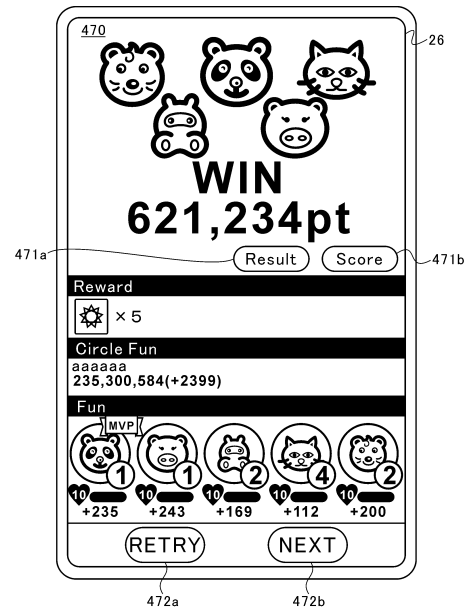 470
26
WIN
621,234pt
471a
Result
Score
471b
Reward
×5
Circle Fun
aaaaaa
235,300,584(+2399)
Fun
MVP
1 1 2 4 2
10 10 10 10 10
+235 +243 +169 +112 +200
RETRY NEXT
472a 472b